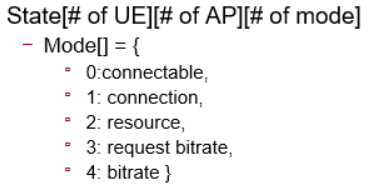 State[# of UE][# of AP][# of mode]
– Mode[] = {
▫ 0:connectable,
▫ 1: connection,
▫ 2: resource,
▫ 3: request bitrate,
▫ 4: bitrate }